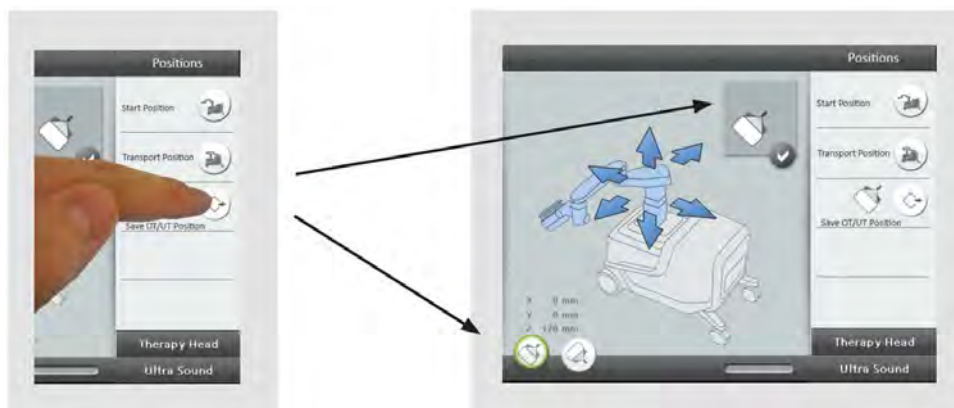 Positions
Start Position
Transport Position
Save OT/UT Position
Therapy Head
Ultra Sound
Positions
Start Position
Transport Position
Save OT/UT Position
X 0 mm
Y 0 mm
Z 170 mm
Therapy Head
Ultra Sound